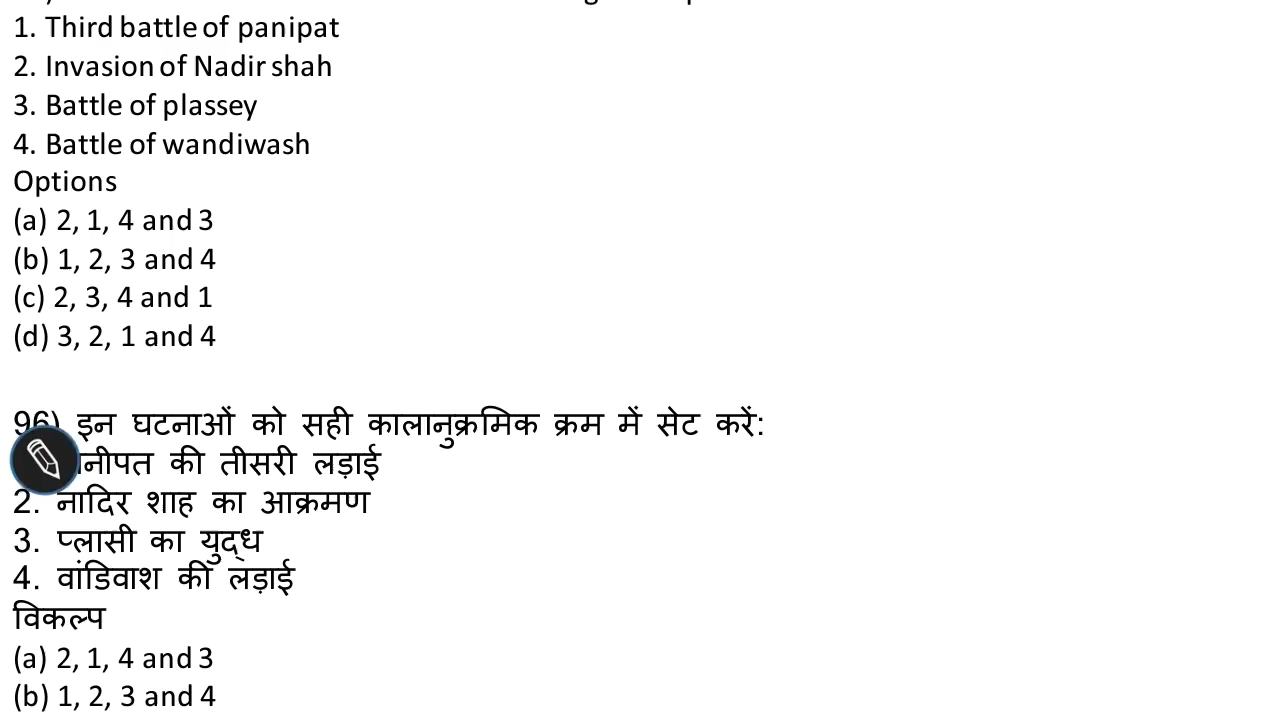 1. Third battle of panipat
2. Invasion of Nadir shah
3. Battle of plassey
4. Battle of wandiwash
Options
(a) 2, 1, 4 and 3
(b) 1, 2, 3 and 4
(c) 2, 3, 4 and 1
(d) 3, 2, 1 and 4
96) इन घटनाओं को सही कालानुक्रमिक क्रम में सेट करें:
की तीसरी लड़ाई
2. नादिर शाह का आक्रमण
3. प्लासी का युद्ध
4. वांडिवाश की लड़ाई
विकल्प
(a) 2, 1, 4 and 3
(b) 1, 2, 3 and 4